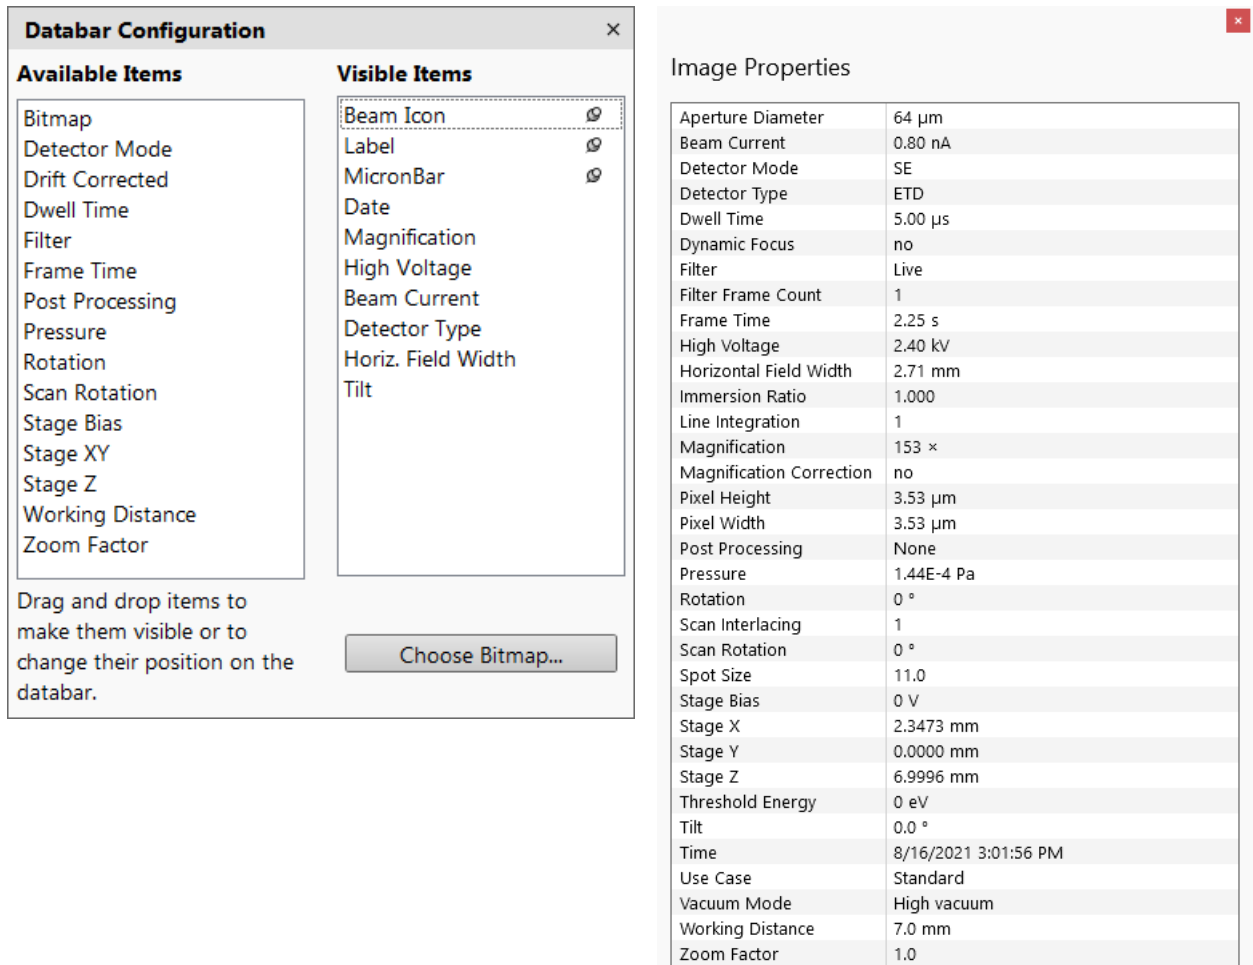 Databar Configuration
Available Items
Bitmap
Detector Mode
Drift Corrected
Dwell Time
Filter
Frame Time
Post Processing
Pressure
Rotation
Scan Rotation
Stage Bias
Stage XY
Stage Z
Working Distance
Zoom Factor
Drag and drop items to
make them visible or to
change their position on the
databar.
Visible Items
Beam Icon
Label
MicronBar
Date
Magnification
High Voltage
Beam Current
Detector Type
Horiz. Field Width
Tilt
Choose Bitmap...
Image Properties
Aperture Diameter 64 µm
Beam Current 0.80 nA
Detector Mode SE
Detector Type ETD
Dwell Time 5.00 µs
Dynamic Focus no
Filter Live
Filter Frame Count 1
Frame Time 2.25 s
High Voltage 2.40 kV
Horizontal Field Width 2.71 mm
Immersion Ratio 1.000
Line Integration 1
Magnification 153 ×
Magnification Correction no
Pixel Height 3.53 µm
Pixel Width 3.53 µm
Post Processing None
Pressure 1.44E-4 Pa
Rotation 0 °
Scan Interlacing 1
Scan Rotation 0 °
Spot Size 11.0
Stage Bias 0 V
Stage X 2.3473 mm
Stage Y 0.0000 mm
Stage Z 6.9996 mm
Threshold Energy 0 eV
Tilt 0.0 °
Time 8/16/2021 3:01:56 PM
Use Case Standard
Vacuum Mode High vacuum
Working Distance 7.0 mm
Zoom Factor 1.0